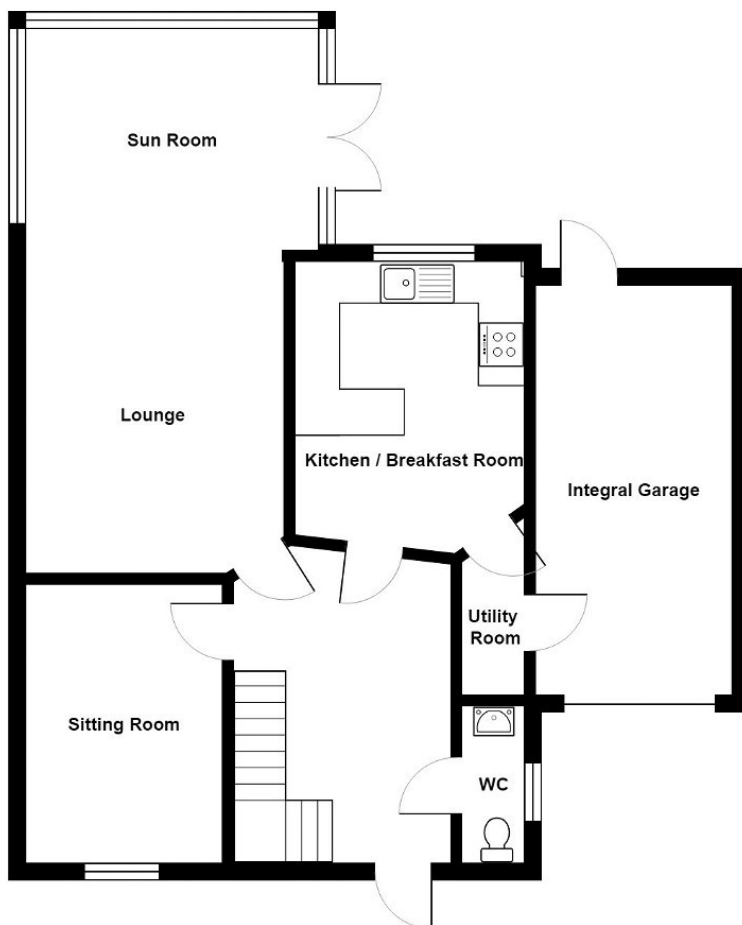 Sun Room
Lounge
Kitchen / Breakfast Room
Integral Garage
Utility
Room
Sitting Room
WC